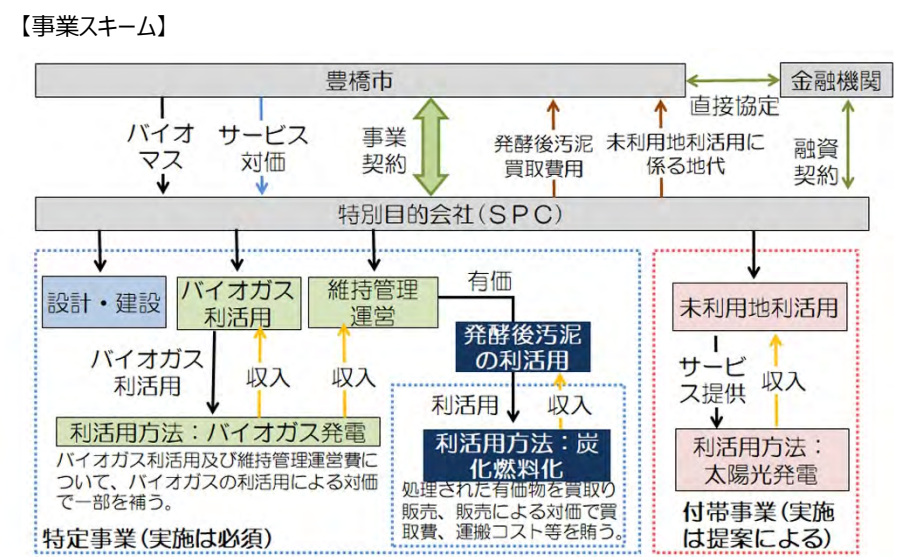 【事業スキーム】
豊橋市
金融機関
直接協定
バイオ
マス
サービス
対価
事業
契約
発酵後汚泥
買取費用
未利用地利活用に
係る地代
融資
契約
特別目的会社(SPC)
設計・建設
バイオガス
利活用
維持管理
運営
有価
発酵後汚泥
の利活用
未利用地利活用
バイオガス
利活用
収入
収入
利活用
収入
サービ
ス提供
収入
利活用方法:バイオガス発電
利活用方法:炭
化燃料化
利活用方法:
太陽光発電
バイオガス利活用及び維持管理運営費に
ついて、バイオガスの利活用による対価
で一部を補う。
処理された有価物を買取り
販売、販売による対価で買
取費、運搬コスト等を賄う。
特定事業(実施は必須)
付帯事業(実施
は提案による)